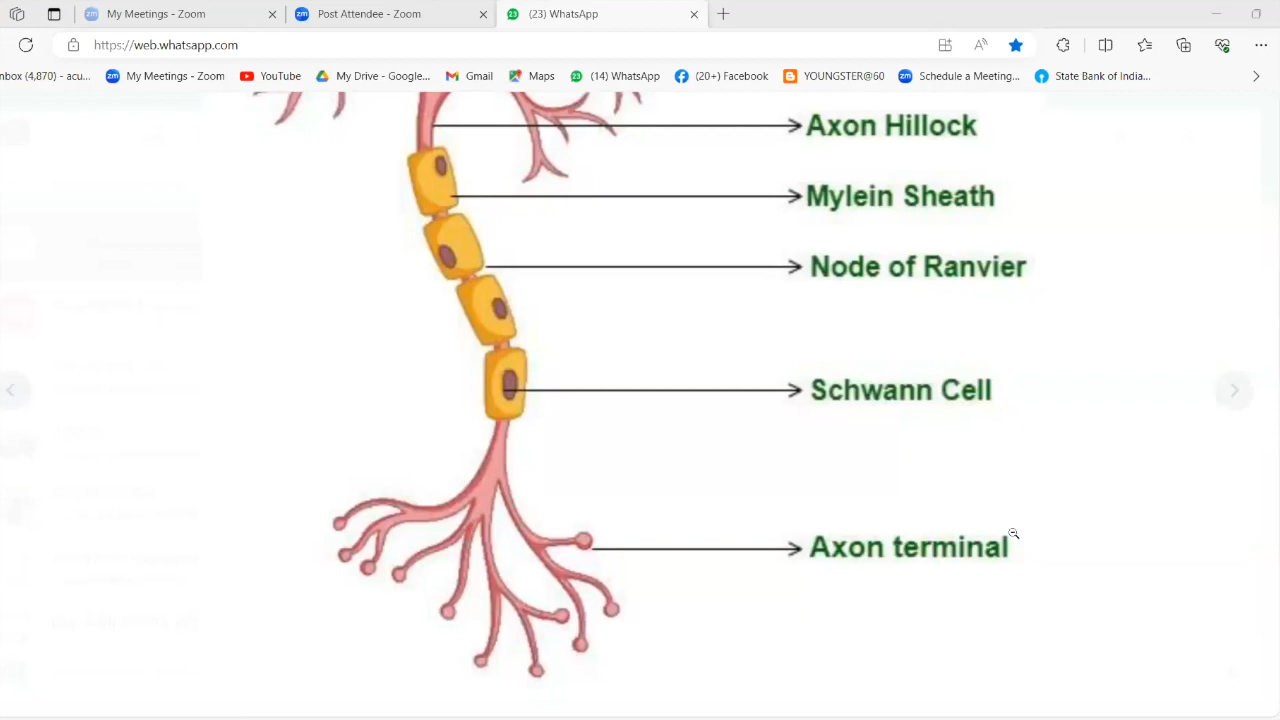 My Meetings - Zoom
Post Attendee - Zoom
(23) WhatsApp
https://web.whatsapp.com
nbox (4,870) - acu...
My Meetings - Zoom
YouTube
My Drive - Google...
Gmail
Maps
(14) WhatsApp
(20+) Facebook
YOUNGSTER@60
Schedule a Meeting...
State Bank of India...
Axon Hillock
Mylein Sheath
Node of Ranvier
Schwann Cell
Axon terminal